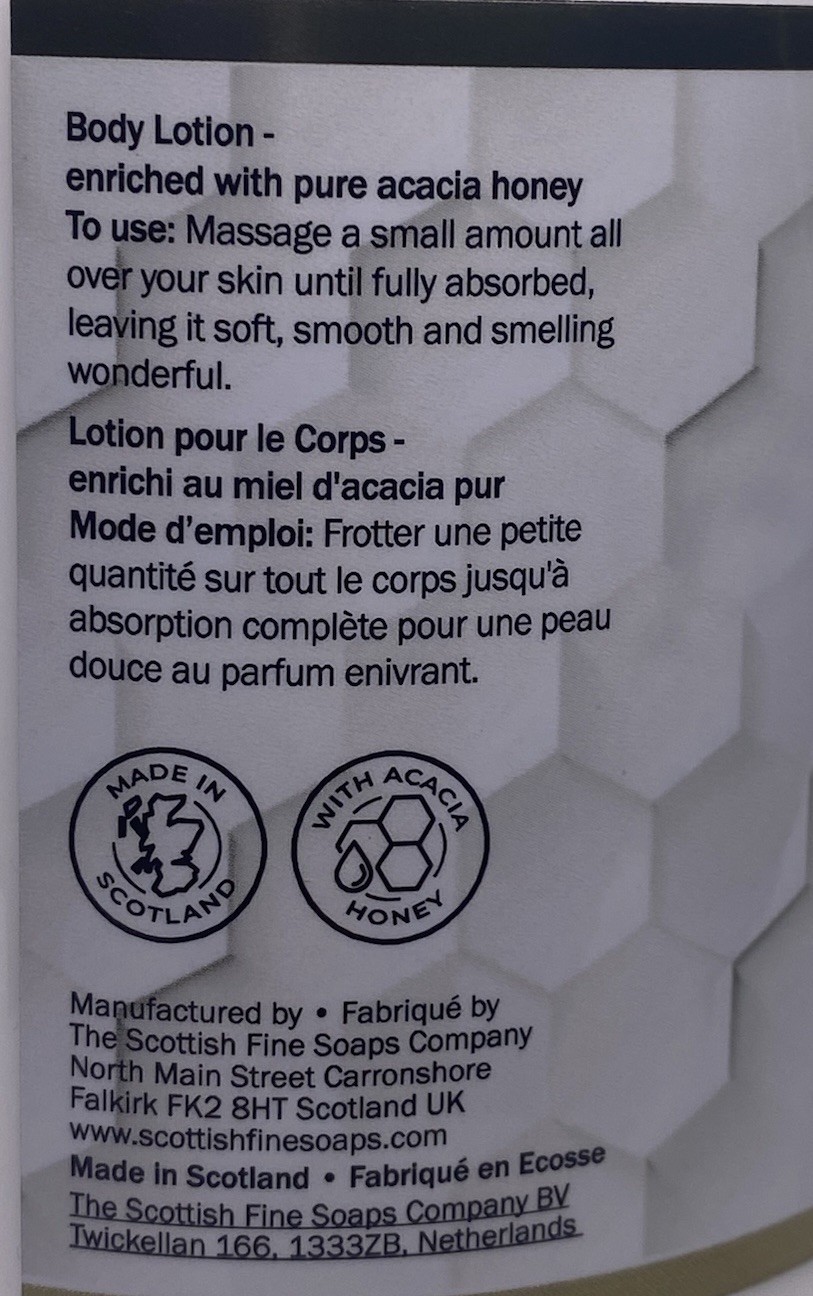 Body Lotion -
enriched with pure acacia honey
To use: Massage a small amount all
over your skin until fully absorbed,
leaving it soft, smooth and smelling
wonderful.
Lotion pour le Corps -
enrichi au miel d'acacia pur
Mode d’emploi: Frotter une petite
quantité sur tout le corps jusqu'à
absorption complète pour une peau
douce au parfum enivrant.
MADE IN
SCOTLAND
WITH ACACIA
HONEY
Manufactured by • Fabriqué by
The Scottish Fine Soaps Company
North Main Street Carronshore
Falkirk FK2 8HT Scotland UK
www.scottishfinesoaps.com
Made in Scotland • Fabriqué en Ecosse
The Scottish Fine Soaps Company BV
Twickellan 166, 1333ZB, Netherlands